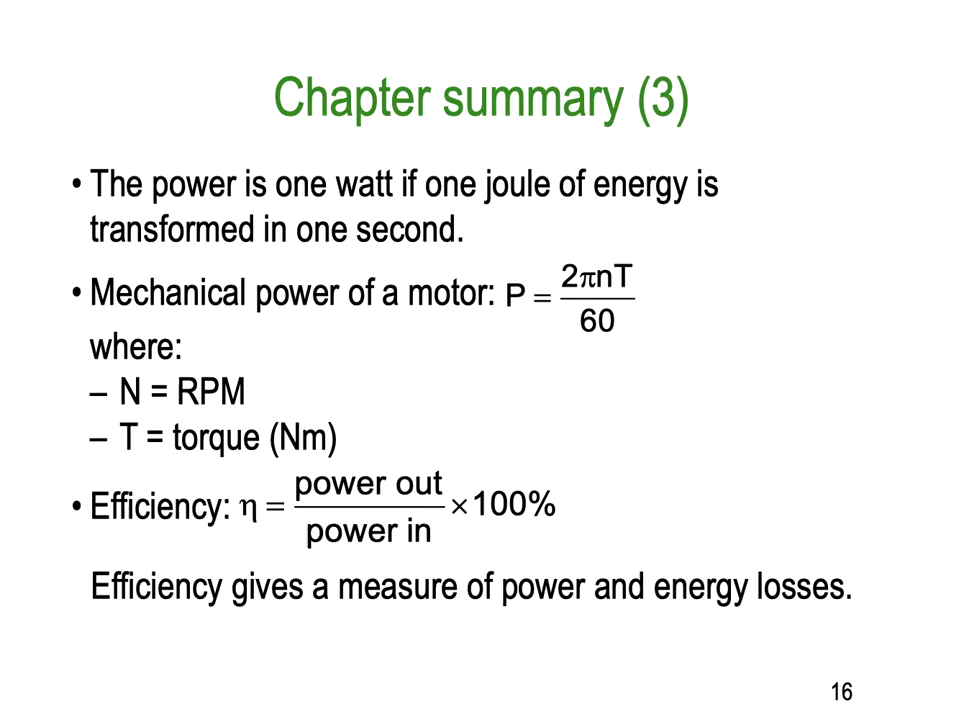 Chapter summary (3)
• The power is one watt if one joule of energy is
transformed in one second.
• Mechanical power of a motor: P = 2πnT / 60
where:
– N = RPM
– T = torque (Nm)
• Efficiency: η = power out / power in × 100%
Efficiency gives a measure of power and energy losses.
16